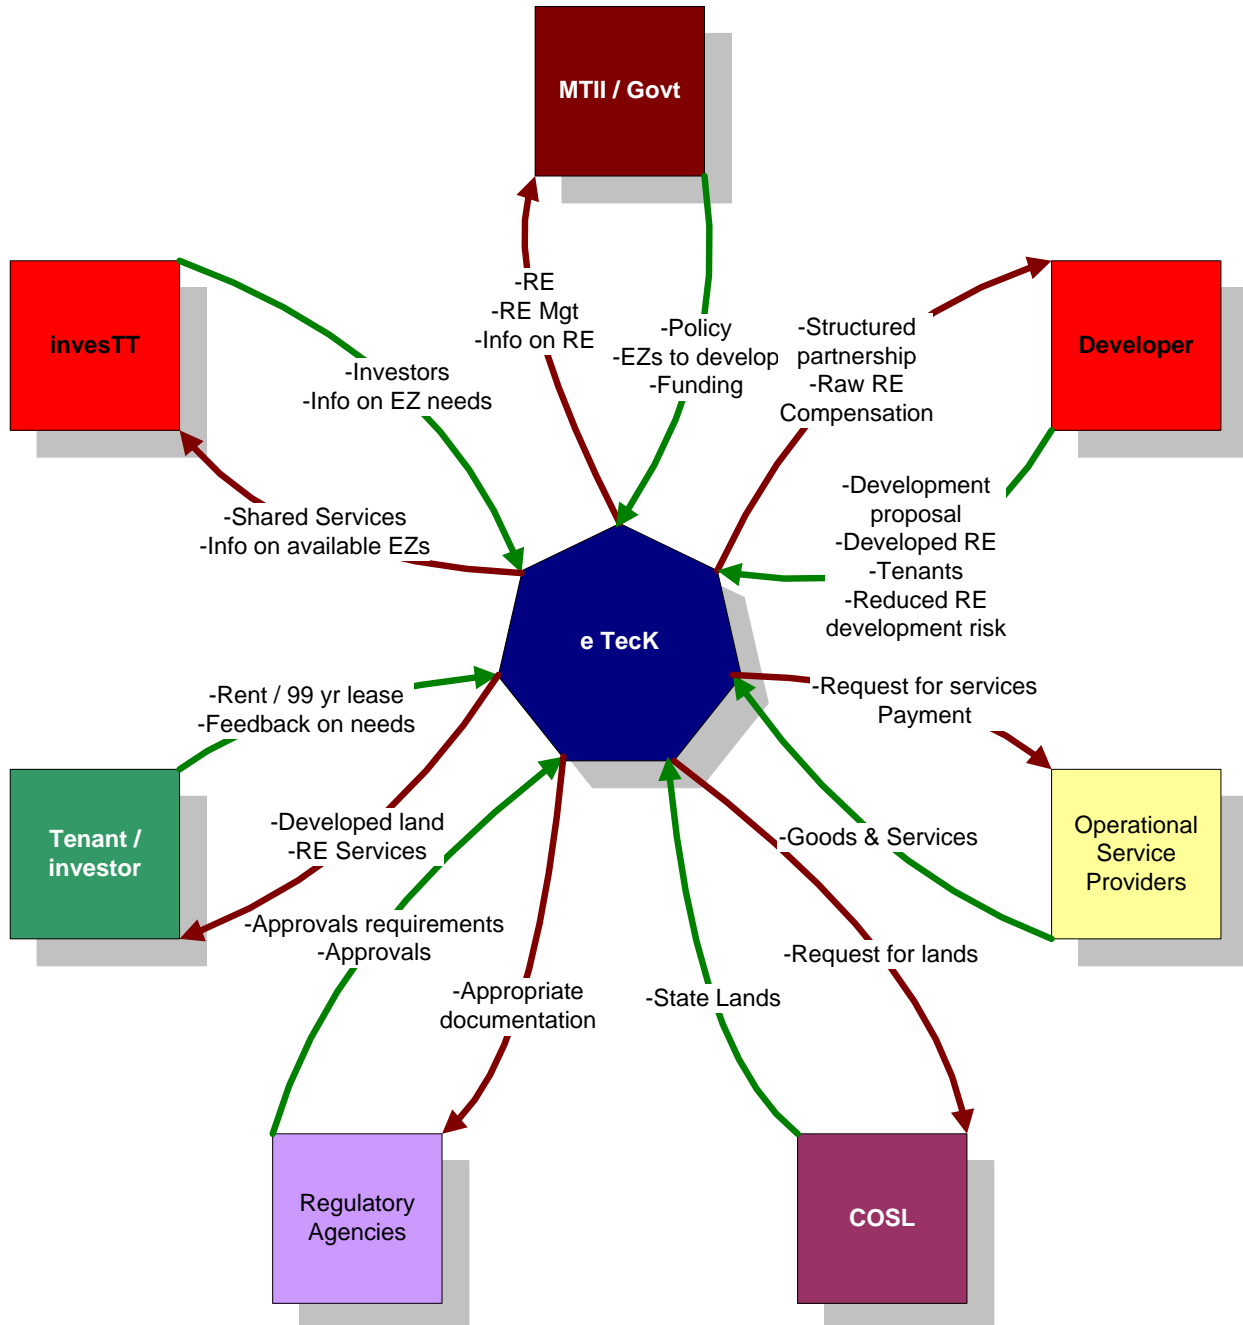 MTII / Govt
invesTT
Developer
-RE
-RE Mgt
-Info on RE
-Policy
-EZs to develop
-Funding
-Structured
partnership
-Raw RE
Compensation
-Investors
-Info on EZ needs
-Shared Services
-Info on available EZs
-Development
proposal
-Developed RE
-Tenants
-Reduced RE
development risk
e TecK
-Rent / 99 yr lease
-Feedback on needs
-Request for services
Payment
Tenant /
investor
-Developed land
-RE Services
-Goods & Services
Operational
Service
Providers
-Approvals requirements
-Approvals
-Appropriate
documentation
-State Lands
-Request for lands
Regulatory
Agencies
COSL